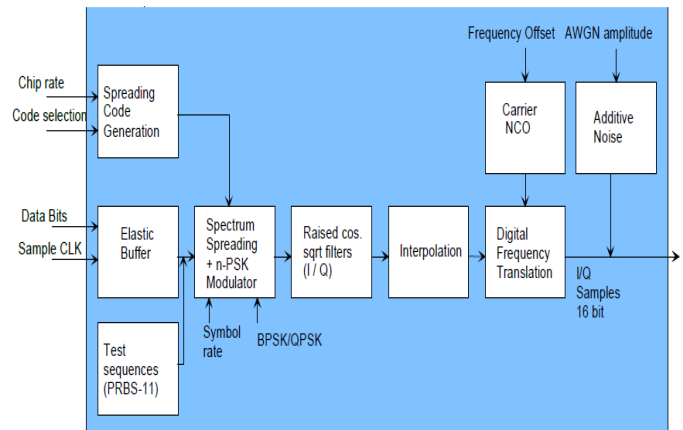 Frequency Offset
AWGN amplitude
Chip rate
Code selection
Spreading
Code
Generation
Carrier
NCO
Additive
Noise
Data Bits
Sample CLK
Elastic
Buffer
Spectrum
Spreading
+ n-PSK
Modulator
Raised cos.
sqrt filters
(I / Q)
Interpolation
Digital
Frequency
Translation
I/Q
Samples
16 bit
Symbol
rate
BPSK/QPSK
Test
sequences
(PRBS-11)